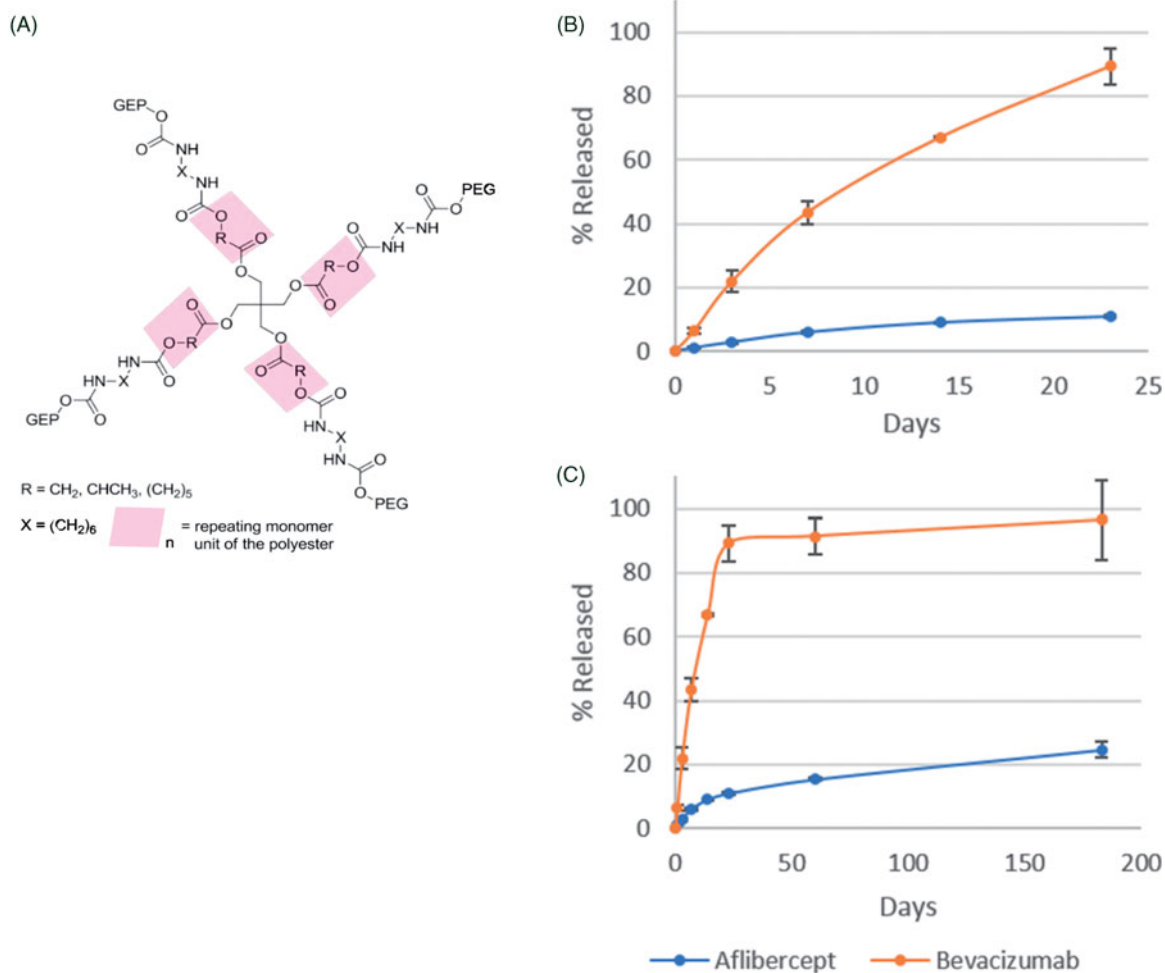 (A)
GEP
O
O
NH
X
NH
O
O
R
O
O
O
PEG
O
X
NH
NH
O
O
R
O
O
O
O
R
O
O
HN
O
X
HN
O
O
GEP
O
O
R
O
O
HN
X
HN
O
O
PEG
R = CH₂, CHCH₃, (CH₂)₅
X = (CH₂)₆
n
= repeating monomer
unit of the polyester
(B)
% Released
100
80
60
40
20
0
0 5 10 15 20 25
Days
(C)
% Released
100
80
60
40
20
0
0 50 100 150 200
Days
Aflibercept Bevacizumab